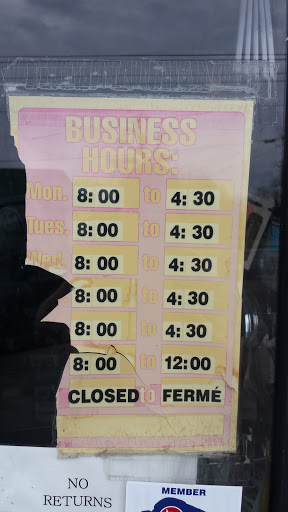 BUSINESS
HOURS:
Mon. 8:00 to 4:30
Tues. 8:00 to 4:30
Wed. 8:00 to 4:30
8:00 to 4:30
8:00 to 4:30
8:00 to 12:00
CLOSED to FERMÉ
NO
RETURNS
MEMBER